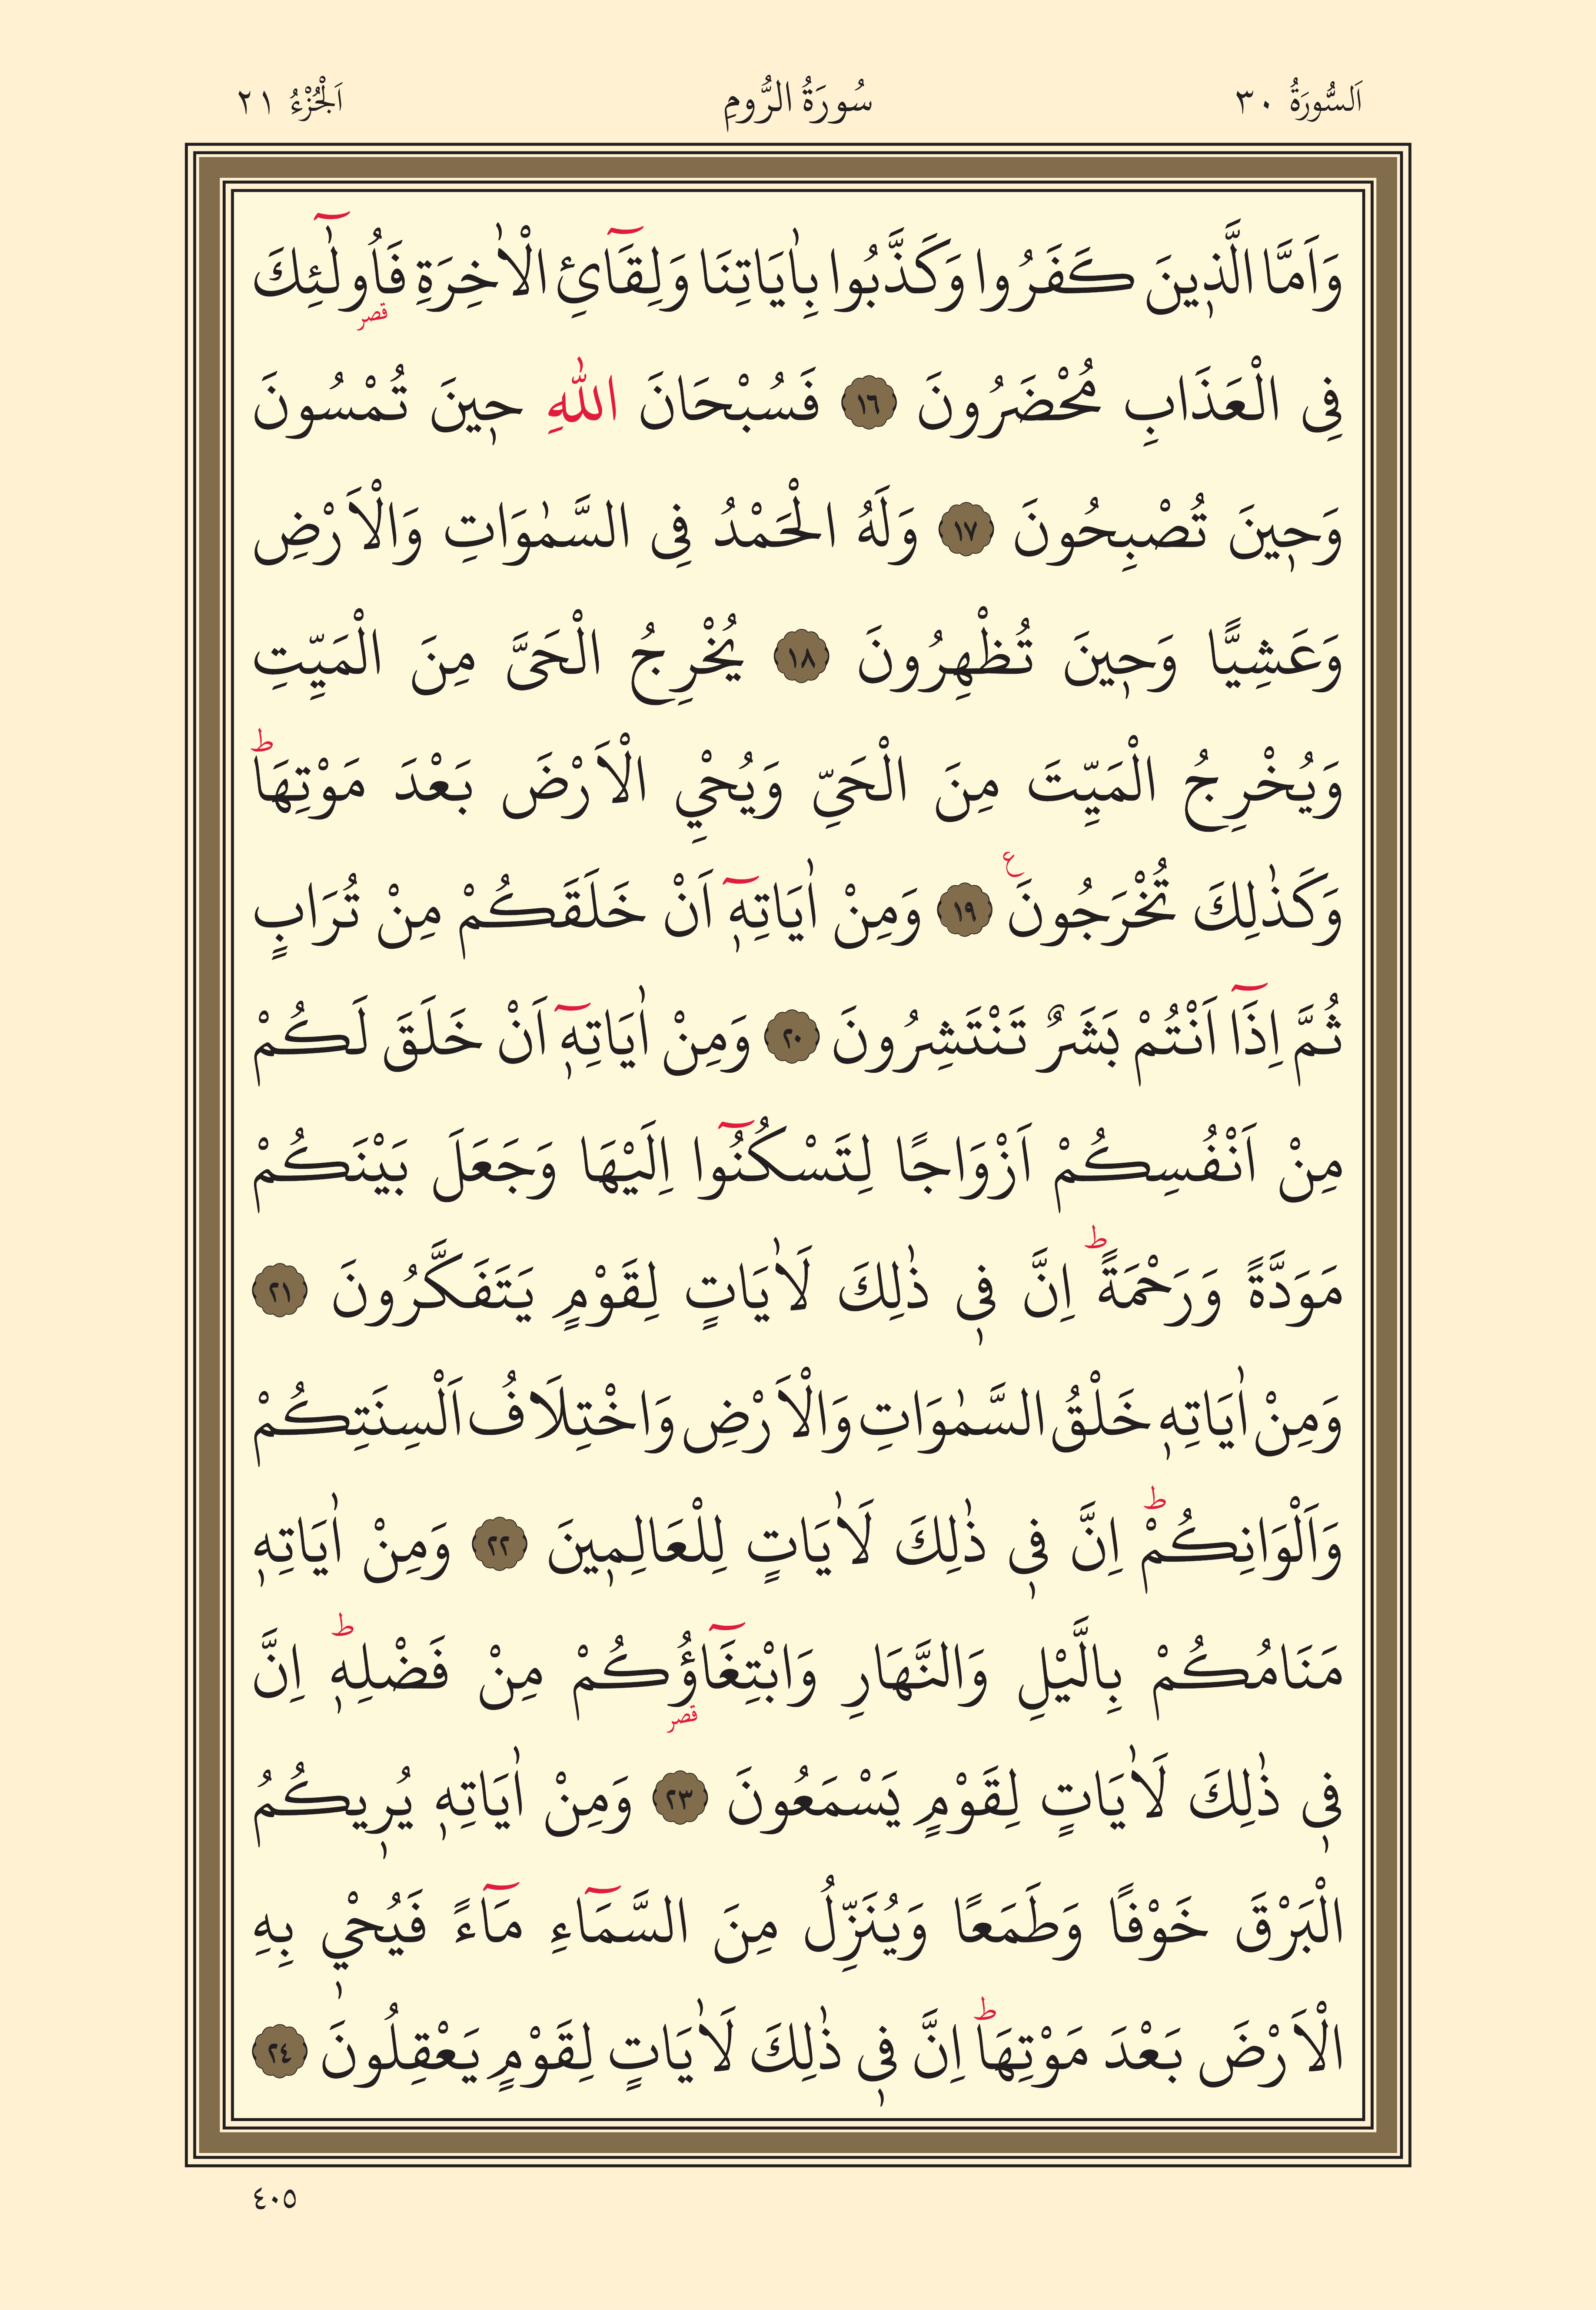 اَلسُّورَةُ ٣٠ سُورَةُ الرُّومِ اَلْجُزْءُ ٢١
وَاَمَّا الَّذ۪ينَ كَفَرُوا وَكَذَّبُوا بِاٰيَاتِنَا وَلِقَٓائِ الْاٰخِرَةِ فَاُو۬لٰٓئِكَ
قصر
فِي الْعَذَابِ مُحْضَرُونَ ١٦ فَسُبْحَانَ اللّٰهِ ح۪ينَ تُمْسُونَ
وَح۪ينَ تُصْبِحُونَ ١٧ وَلَهُ الْحَمْدُ فِي السَّمٰوَاتِ وَالْاَرْضِ
وَعَشِيًّا وَح۪ينَ تُظْهِرُونَ ١٨ يُخْرِجُ الْحَيَّ مِنَ الْمَيِّتِ
وَيُخْرِجُ الْمَيِّتَ مِنَ الْحَيِّ وَيُحْيِ الْاَرْضَ بَعْدَ مَوْتِهَاۜ
وَكَذٰلِكَ تُخْرَجُونَ ع ١٩ وَمِنْ اٰيَاتِه۪ٓ اَنْ خَلَقَكُمْ مِنْ تُرَابٍ
ثُمَّ اِذَٓا اَنْتُمْ بَشَرٌ تَنْتَشِرُونَ ٢٠ وَمِنْ اٰيَاتِه۪ٓ اَنْ خَلَقَ لَكُمْ
مِنْ اَنْفُسِكُمْ اَزْوَاجًا لِتَسْكُنُٓوا اِلَيْهَا وَجَعَلَ بَيْنَكُمْ
مَوَدَّةً وَرَحْمَةًۜ اِنَّ ف۪ي ذٰلِكَ لَاٰيَاتٍ لِقَوْمٍ يَتَفَكَّرُونَ ٢١
وَمِنْ اٰيَاتِه۪ خَلْقُ السَّمٰوَاتِ وَالْاَرْضِ وَاخْتِلَافُ اَلْسِنَتِكُمْ
وَاَلْوَانِكُمْۜ اِنَّ ف۪ي ذٰلِكَ لَاٰيَاتٍ لِلْعَالِم۪ينَ ٢٢ وَمِنْ اٰيَاتِه۪
مَنَامُكُمْ بِالَّيْلِ وَالنَّهَارِ وَابْتِغَٓاؤُ۬كُمْ مِنْ فَضْلِه۪ۜ اِنَّ
قصر
ف۪ي ذٰلِكَ لَاٰيَاتٍ لِقَوْمٍ يَسْمَعُونَ ٢٣ وَمِنْ اٰيَاتِه۪ يُر۪يكُمُ
الْبَرْقَ خَوْفًا وَطَمَعًا وَيُنَزِّلُ مِنَ السَّمَٓاءِ مَٓاءً فَيُحْي۪ بِهِ
الْاَرْضَ بَعْدَ مَوْتِهَاۜ اِنَّ ف۪ي ذٰلِكَ لَاٰيَاتٍ لِقَوْمٍ يَعْقِلُونَ ٢٤
٤٠٥